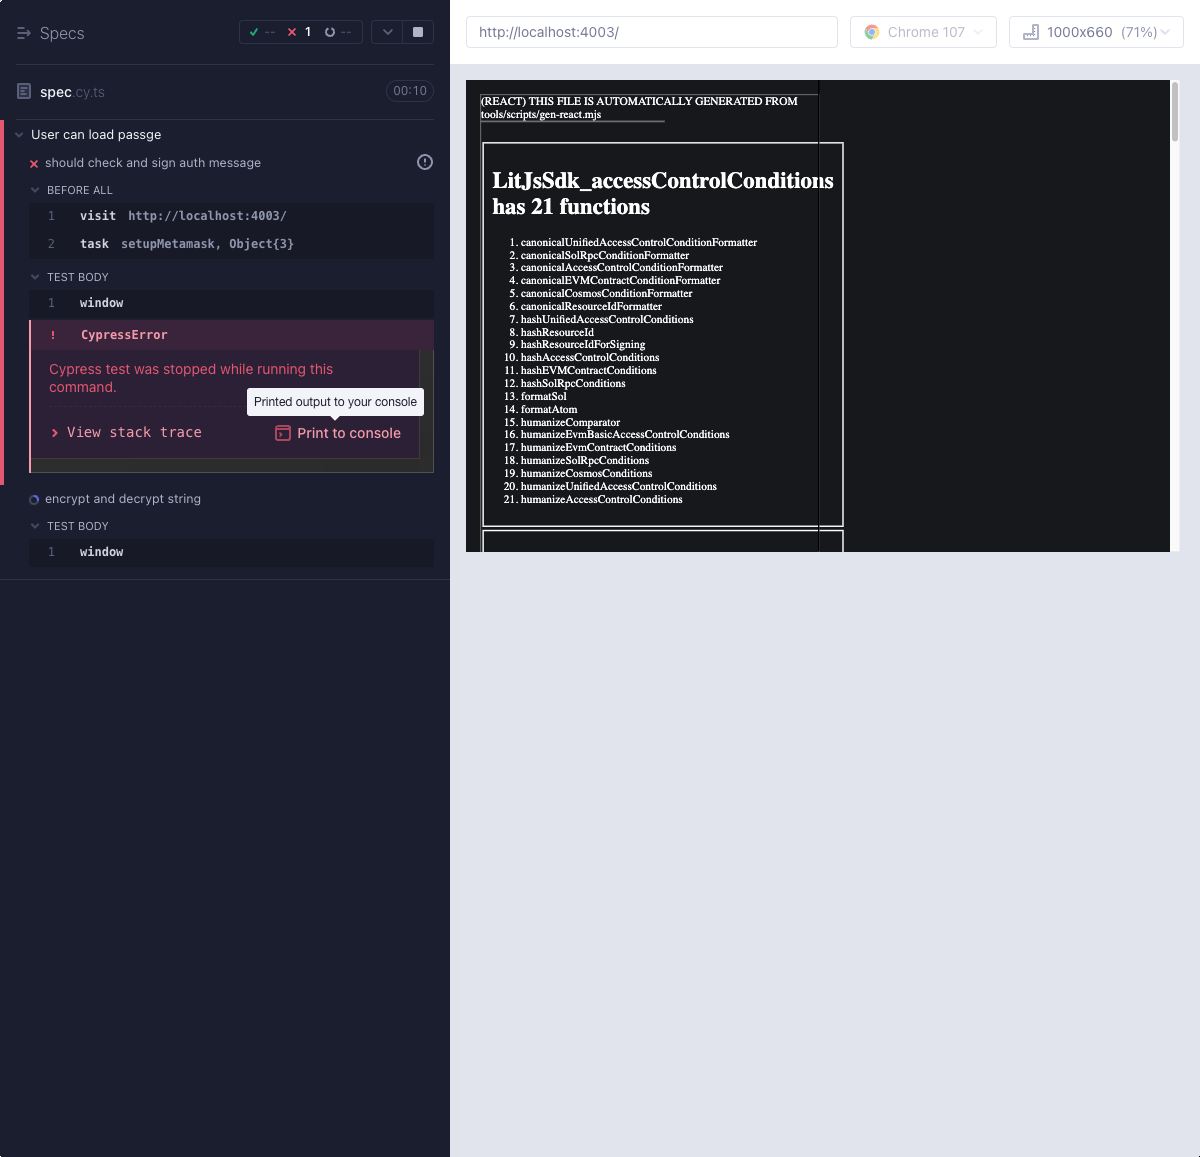 Specs
-- 1 --
spec.cy.ts
00:10
User can load passge
should check and sign auth message
BEFORE ALL
1 visit http://localhost:4003/
2 task setupMetamask, Object{3}
TEST BODY
1 window
! CypressError
Cypress test was stopped while running this
command.
Printed output to your console
View stack trace
Print to console
encrypt and decrypt string
TEST BODY
1 window
http://localhost:4003/
Chrome 107
1000x660 (71%)
(REACT) THIS FILE IS AUTOMATICALLY GENERATED FROM
tools/scripts/gen-react.mjs
LitJsSdk_accessControlConditions
has 21 functions
1. canonicalUnifiedAccessControlConditionFormatter
2. canonicalSolRpcConditionFormatter
3. canonicalAccessControlConditionFormatter
4. canonicalEVMContractConditionFormatter
5. canonicalCosmosConditionFormatter
6. canonicalResourceIdFormatter
7. hashUnifiedAccessControlConditions
8. hashResourceId
9. hashResourceIdForSigning
10. hashAccessControlConditions
11. hashEVMContractConditions
12. hashSolRpcConditions
13. formatSol
14. formatAtom
15. humanizeComparator
16. humanizeEvmBasicAccessControlConditions
17. humanizeEvmContractConditions
18. humanizeSolRpcConditions
19. humanizeCosmosConditions
20. humanizeUnifiedAccessControlConditions
21. humanizeAccessControlConditions